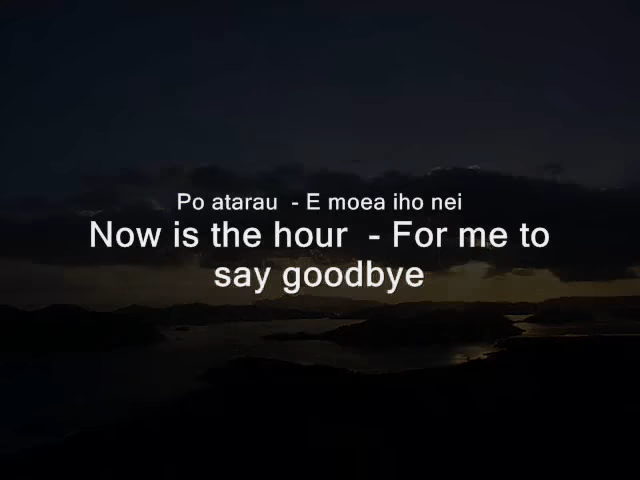 Po atarau - E moea iho nei
Now is the hour - For me to
say goodbye